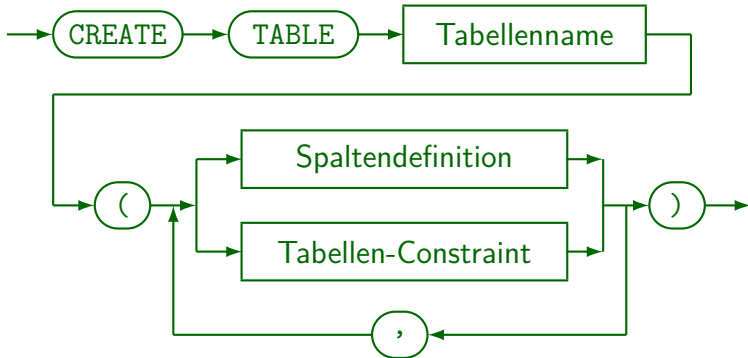 CREATE TABLE Tabellenname
Spaltendefinition
( )
Tabellen-Constraint
,